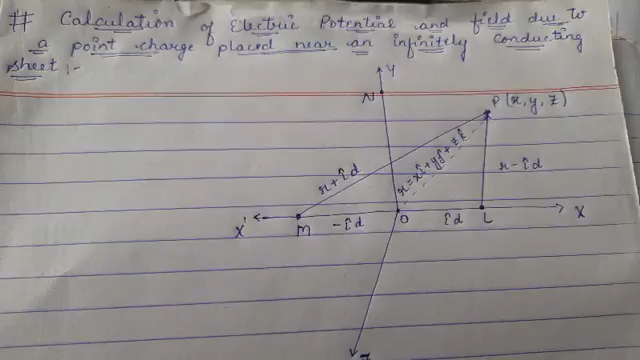 # Calculation of Electric Potential and field due to
a point charge placed near an infinitely conducting
sheet :-
Y
N
P(x, y, z)
r+îd
r=xî+yĵ+zk̂
r-îd
X'
M
-îd
O
îd
L
X
Z